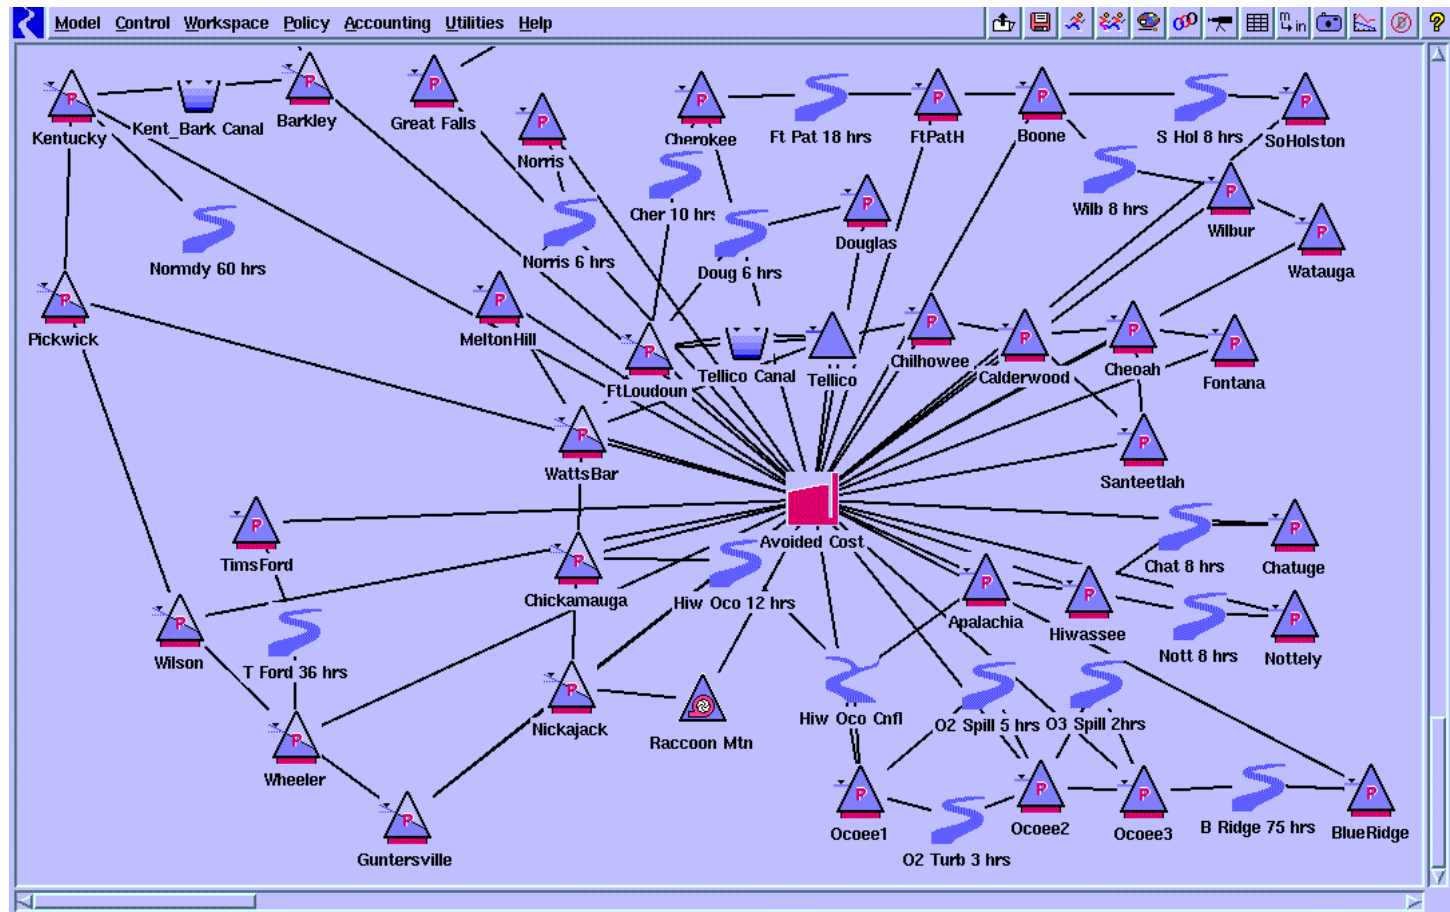 Model Control Workspace Policy Accounting Utilities Help
m
in
Kentucky
Kent_Bark Canal
Barkley
Great Falls
Norris
Cherokee
Ft Pat 18 hrs
FtPatH
Boone
S Hol 8 hrs
SoHolston
Cher 10 hrs
Wilb 8 hrs
Wilbur
Normdy 60 hrs
Norris 6 hrs
Doug 6 hrs
Douglas
Watauga
Pickwick
MeltonHill
FtLoudoun
Tellico Canal
Tellico
Chilhowee
Calderwood
Cheoah
Fontana
WattsBar
Santeetlah
Avoided Cost
TimsFord
Chickamauga
Hiw Oco 12 hrs
Apalachia
Hiwassee
Chat 8 hrs
Chatuge
Wilson
T Ford 36 hrs
Nott 8 hrs
Nottely
Nickajack
Raccoon Mtn
Hiw Oco Cnfl
O2 Spill 5 hrs
O3 Spill 2hrs
Wheeler
Guntersville
Ocoee1
O2 Turb 3 hrs
Ocoee2
Ocoee3
B Ridge 75 hrs
BlueRidge